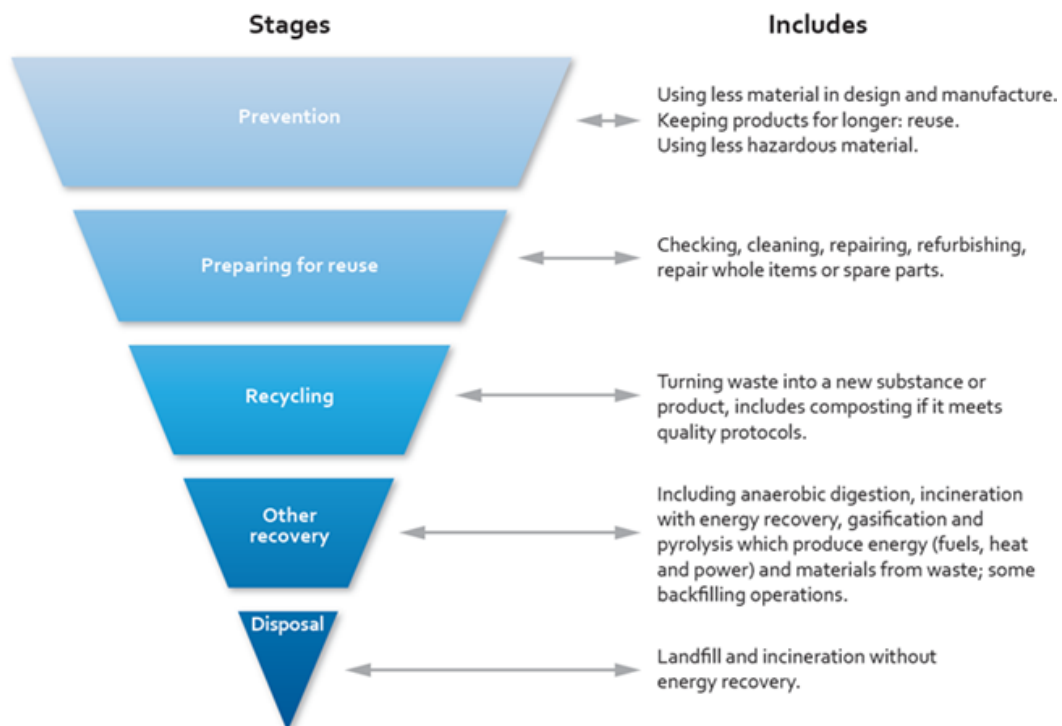 Stages
Includes
Prevention
Using less material in design and manufacture.
Keeping products for longer: reuse.
Using less hazardous material.
Preparing for reuse
Checking, cleaning, repairing, refurbishing,
repair whole items or spare parts.
Recycling
Turning waste into a new substance or
product, includes composting if it meets
quality protocols.
Other
recovery
Including anaerobic digestion, incineration
with energy recovery, gasification and
pyrolysis which produce energy (fuels, heat
and power) and materials from waste; some
backfilling operations.
Disposal
Landfill and incineration without
energy recovery.